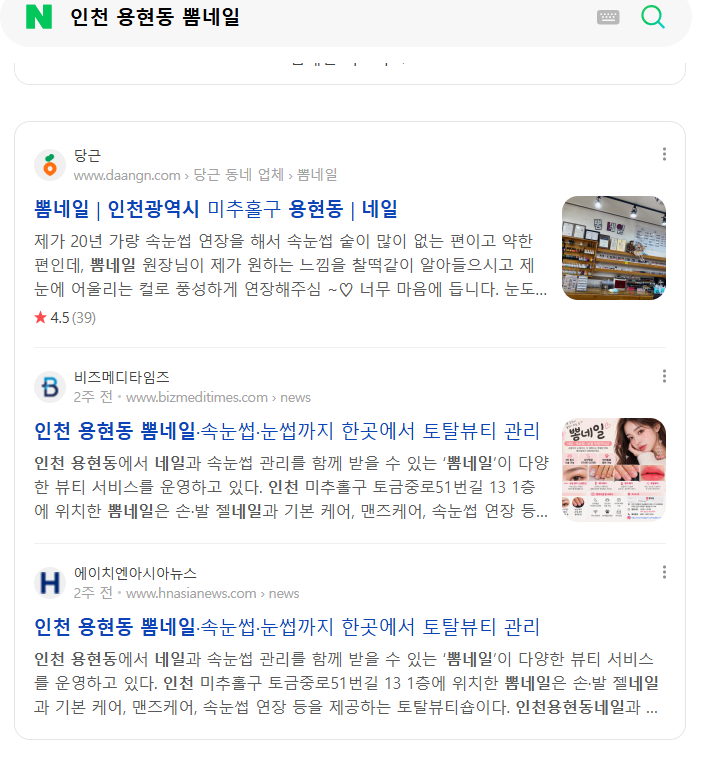 인천 용현동 뽐네일
당근
www.daangn.com › 당근 동네 업체 › 뽐네일
뽐네일 | 인천광역시 미추홀구 용현동 | 네일
제가 20년 가량 속눈썹 연장을 해서 속눈썹 숱이 많이 없는 편이고 약한
편인데, 뽐네일 원장님이 제가 원하는 느낌을 찰떡같이 알아들으시고 제
눈에 어울리는 컬로 풍성하게 연장해주심 ~♡ 너무 마음에 듭니다. 눈도...
★ 4.5(39)
비즈메디타임즈
2주 전 · www.bizmeditimes.com › news
인천 용현동 뽐네일·속눈썹·눈썹까지 한곳에서 토탈뷰티 관리
인천 용현동에서 네일과 속눈썹 관리를 함께 받을 수 있는 ‘뽐네일’이 다양
한 뷰티 서비스를 운영하고 있다. 인천 미추홀구 토금중로51번길 13 1층
에 위치한 뽐네일은 손·발 젤네일과 기본 케어, 맨즈케어, 속눈썹 연장 등...
뽐네일
에이치엔아시아뉴스
2주 전 · www.hnasianews.com › news
인천 용현동 뽐네일·속눈썹·눈썹까지 한곳에서 토탈뷰티 관리
인천 용현동에서 네일과 속눈썹 관리를 함께 받을 수 있는 ‘뽐네일’이 다양한 뷰티 서비스
를 운영하고 있다. 인천 미추홀구 토금중로51번길 13 1층에 위치한 뽐네일은 손·발 젤네일
과 기본 케어, 맨즈케어, 속눈썹 연장 등을 제공하는 토탈뷰티숍이다. 인천용현동네일과 ...